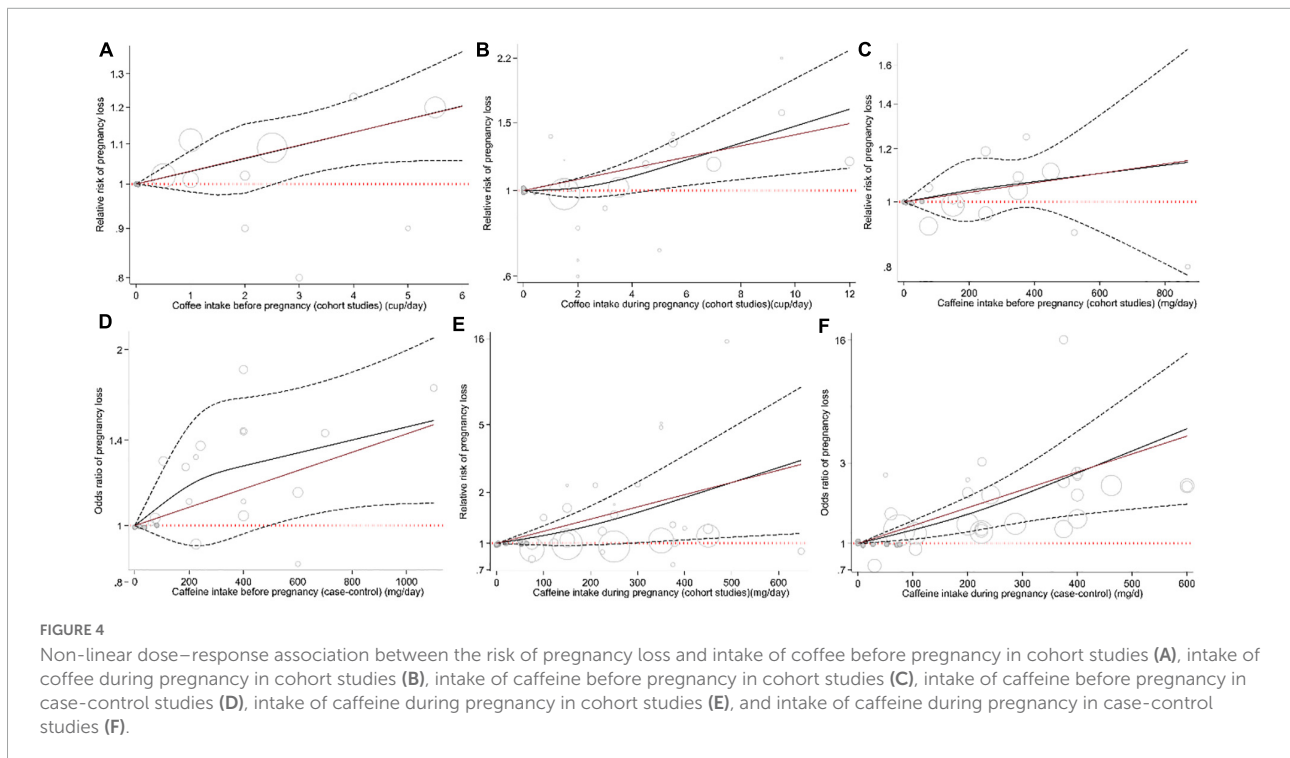 A
Relative risk of pregnancy loss
1.3
1.2
1.1
1
.9
.8
0 1 2 3 4 5 6
Coffee intake before pregnancy (cohort studies) (cup/day)
B
Relative risk of pregnancy loss
2.2
1.5
1
.6
0 2 4 6 8 10 12
Coffee intake during pregnancy (cohort studies)(cup/day)
C
Relative risk of pregnancy loss
1.6
1.4
1.2
1
.8
0 200 400 600 800
Caffeine intake before pregnancy (cohort studies) (mg/day)
D
Odds ratio of pregnancy loss
2
1.4
1
.8
0 200 400 600 800 1000
Caffeine intake before pregnancy (case-control) (mg/day)
E
Relative risk of pregnancy loss
16
5
2
1
.7
0 100 200 300 400 500 600
Caffeine intake during pregnancy (cohort studies)(mg/day)
F
Odds ratio of pregnancy loss
16
3
1
.7
0 100 200 300 400 500 600
Caffeine intake during pregnancy (case-control) (mg/d)
FIGURE 4
Non-linear dose–response association between the risk of pregnancy loss and intake of coffee before pregnancy in cohort studies (A), intake of
coffee during pregnancy in cohort studies (B), intake of caffeine before pregnancy in cohort studies (C), intake of caffeine before pregnancy in
case-control studies (D), intake of caffeine during pregnancy in cohort studies (E), and intake of caffeine during pregnancy in case-control
studies (F).